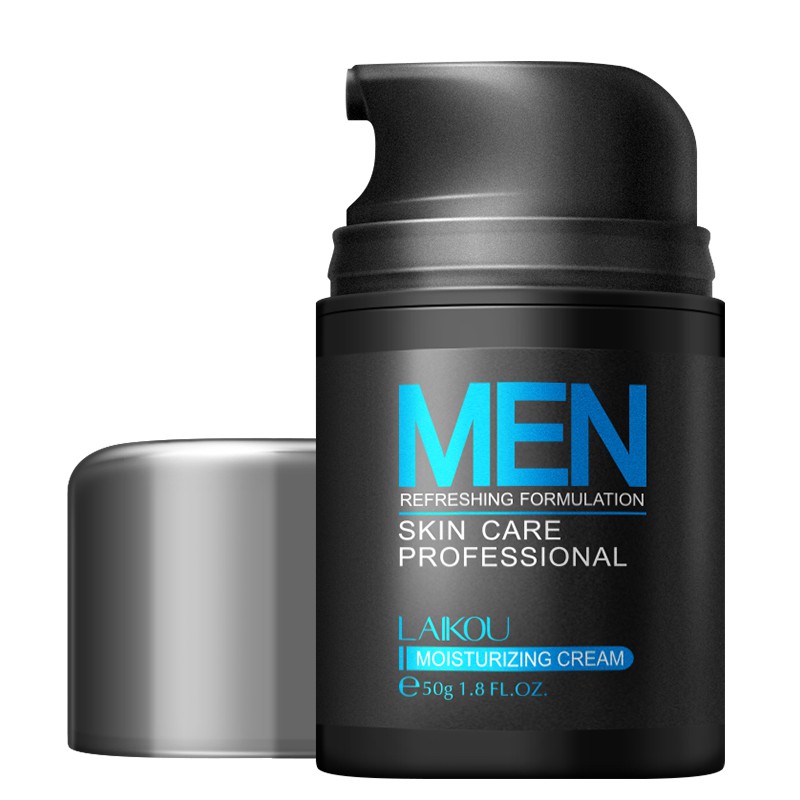 MEN
REFRESHING FORMULATION
SKIN CARE
PROFESSIONAL
LAIKOU
MOISTURIZING CREAM
℮50g 1.8 FL.OZ.